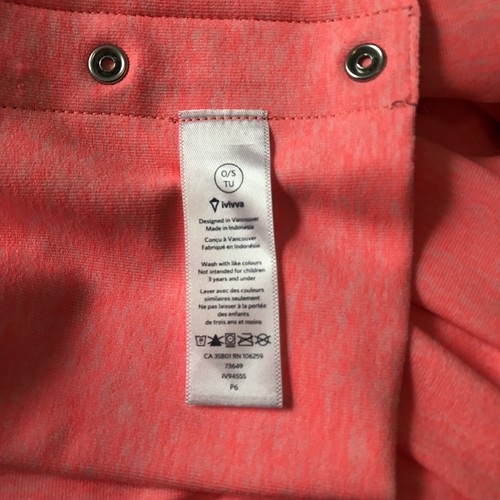 O/S
TU
ivivva
Designed in Vancouver
Made in Indonesia
Conçu à Vancouver
Fabriqué en Indonésie
Wash with like colours
Not intended for children
3 years and under
Laver avec des couleurs
similaires seulement
Ne pas laisser à la portée
des enfants
de trois ans et moins
CA 35801 RN 106259
73649
IV94SSS
P6